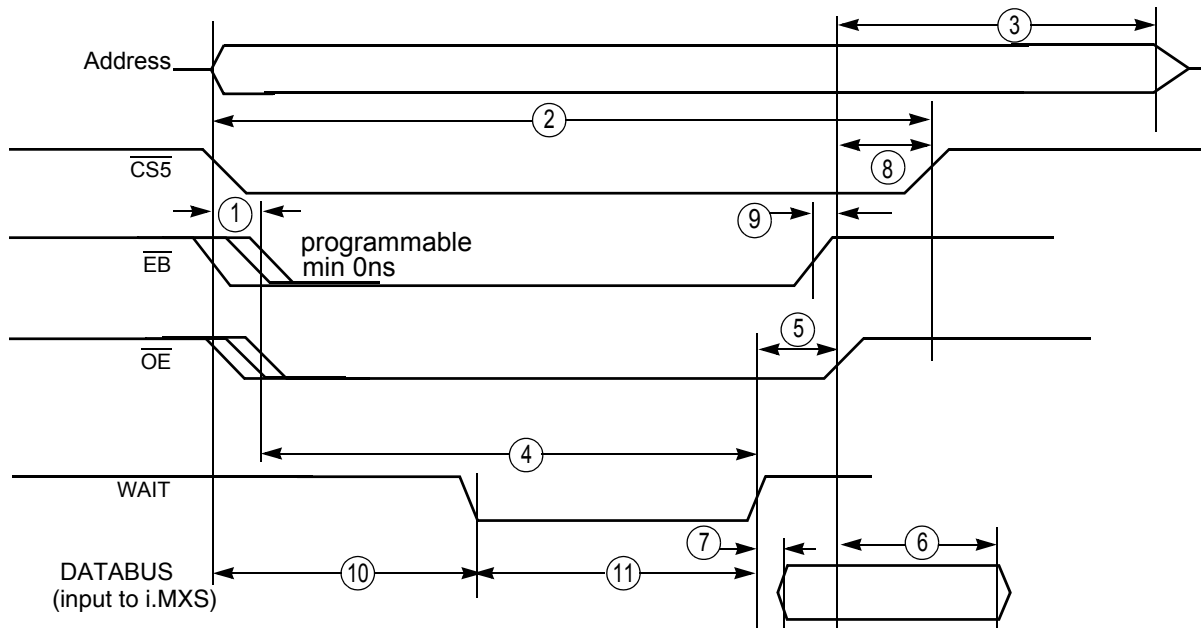 3
Address
2
CS5
8
1
9
programmable
min 0ns
EB
5
OE
4
WAIT
7
6
DATABUS
(input to i.MXS)
10
11